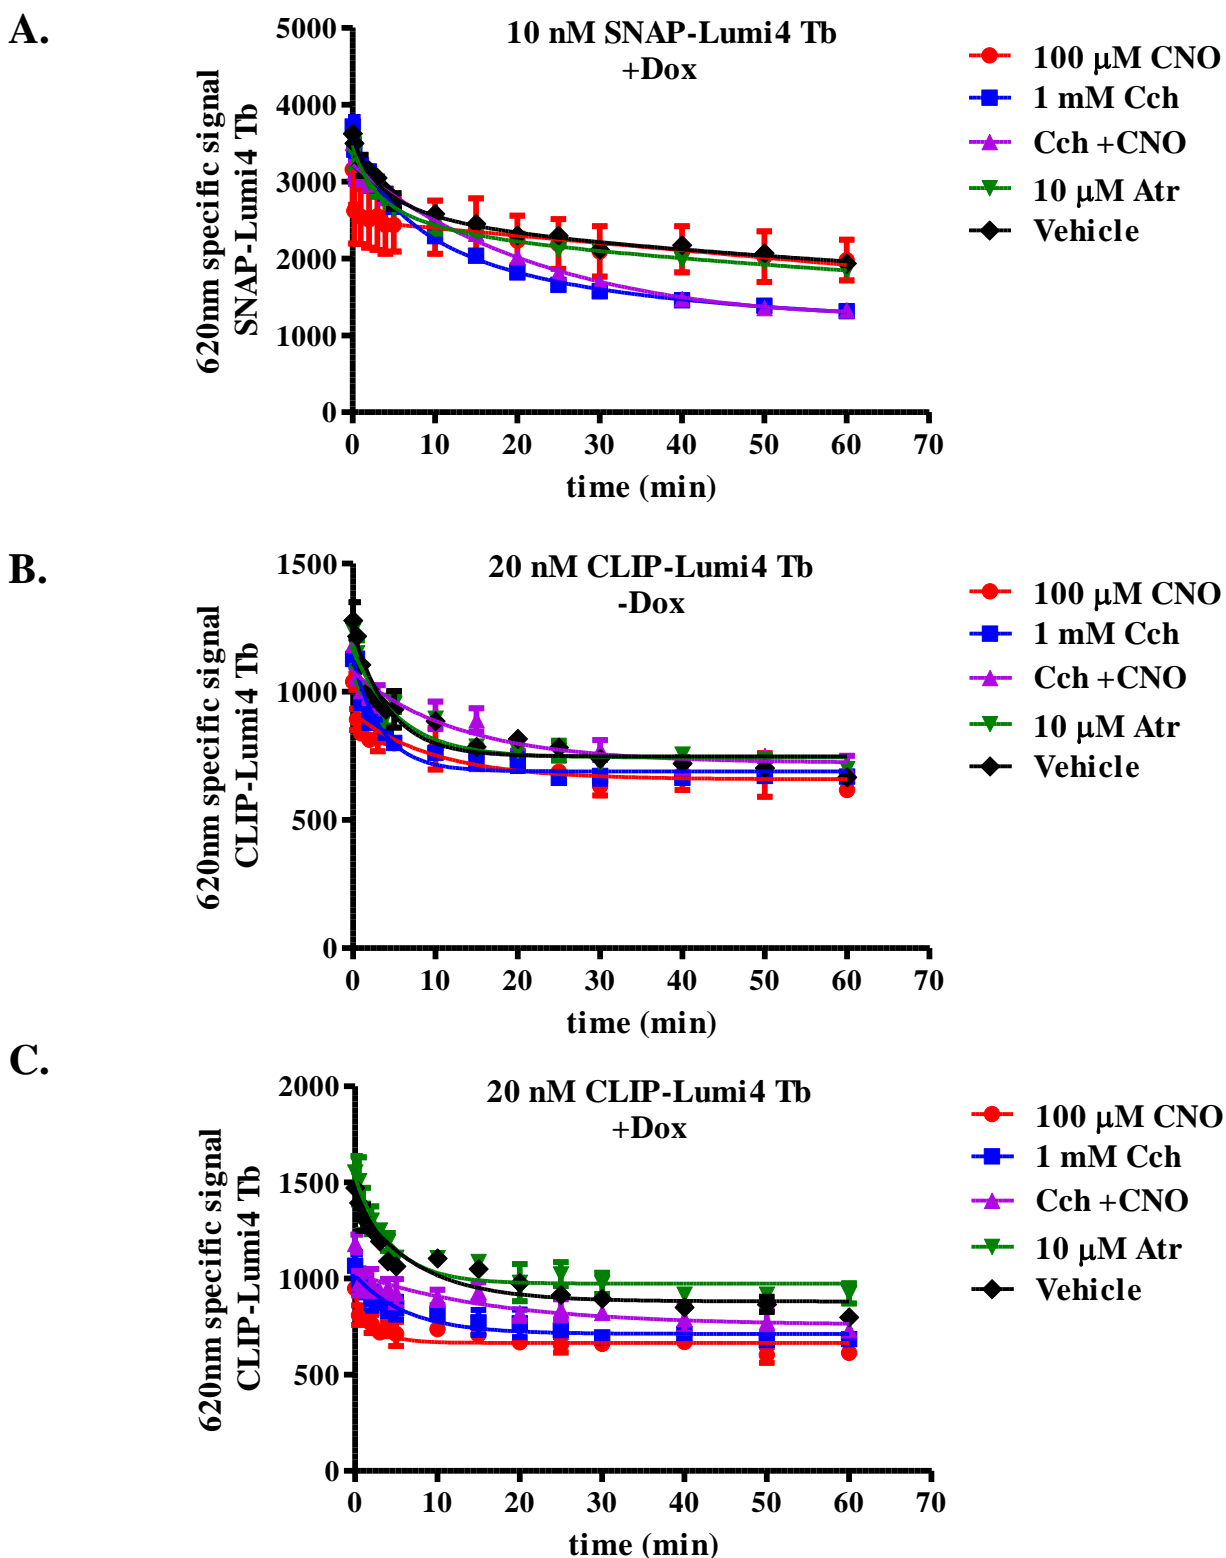 A.
10 nM SNAP-Lumi4 Tb
+Dox
620nm specific signal
SNAP-Lumi4 Tb
5000
4000
3000
2000
1000
0
0 10 20 30 40 50 60 70
time (min)
100 μM CNO
1 mM Cch
Cch +CNO
10 μM Atr
Vehicle
B.
20 nM CLIP-Lumi4 Tb
-Dox
620nm specific signal
CLIP-Lumi4 Tb
1500
1000
500
0
0 10 20 30 40 50 60 70
time (min)
100 μM CNO
1 mM Cch
Cch +CNO
10 μM Atr
Vehicle
C.
20 nM CLIP-Lumi4 Tb
+Dox
620nm specific signal
CLIP-Lumi4 Tb
2000
1500
1000
500
0
0 10 20 30 40 50 60 70
time (min)
100 μM CNO
1 mM Cch
Cch +CNO
10 μM Atr
Vehicle